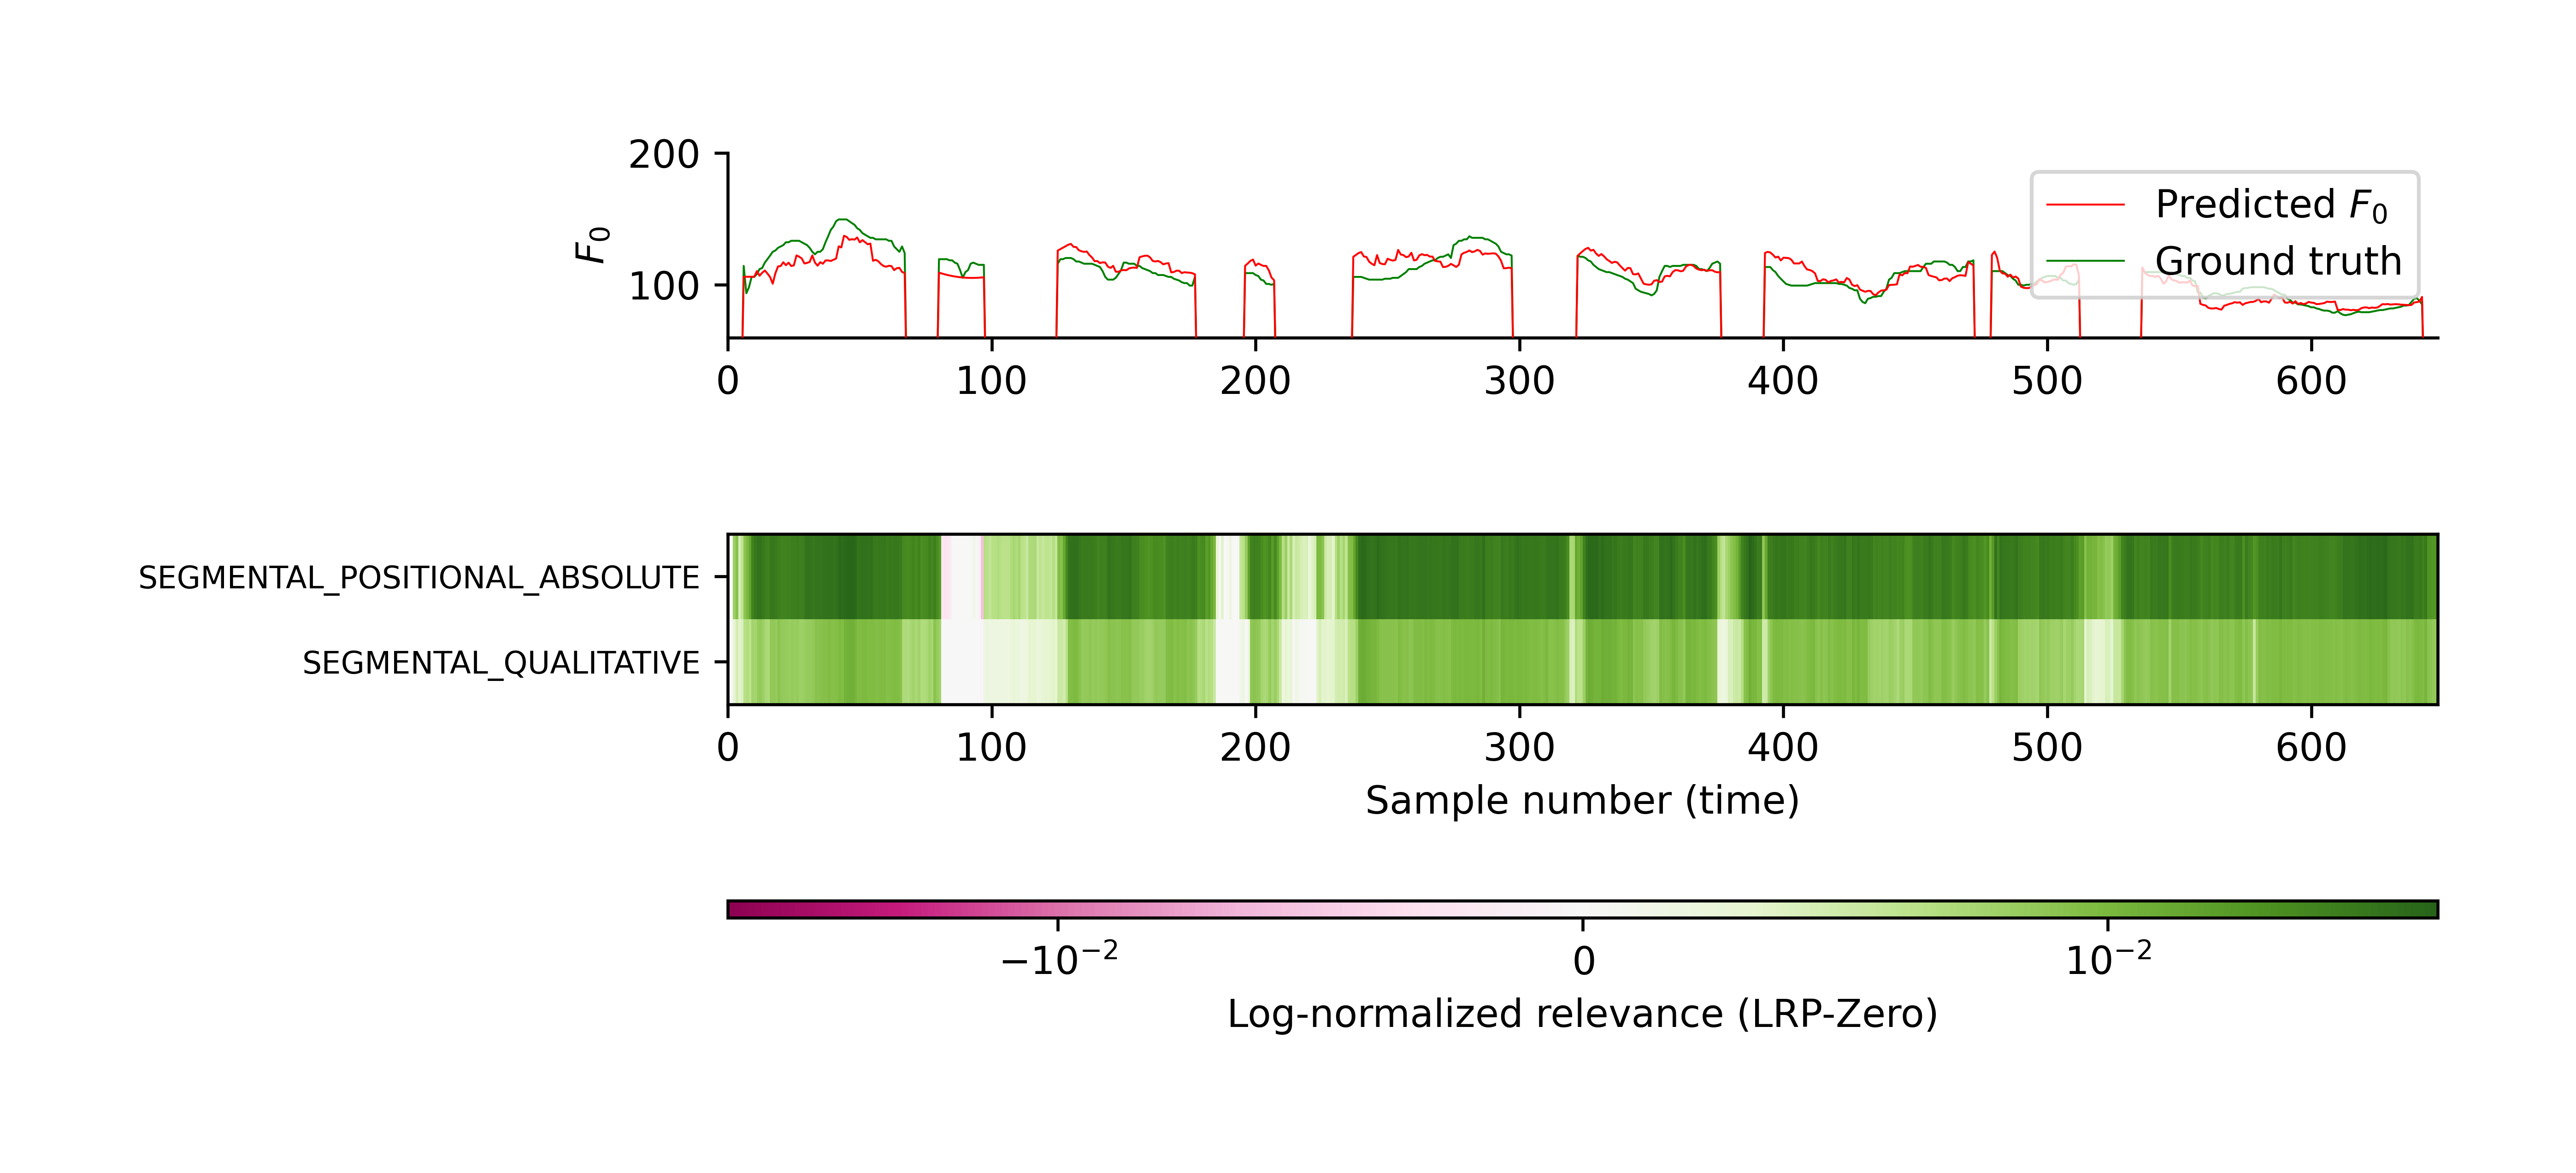 200
100
F₀
Predicted F₀
Ground truth
0 100 200 300 400 500 600
SEGMENTAL_POSITIONAL_ABSOLUTE
SEGMENTAL_QUALITATIVE
0 100 200 300 400 500 600
Sample number (time)
−10⁻² 0 10⁻²
Log-normalized relevance (LRP-Zero)